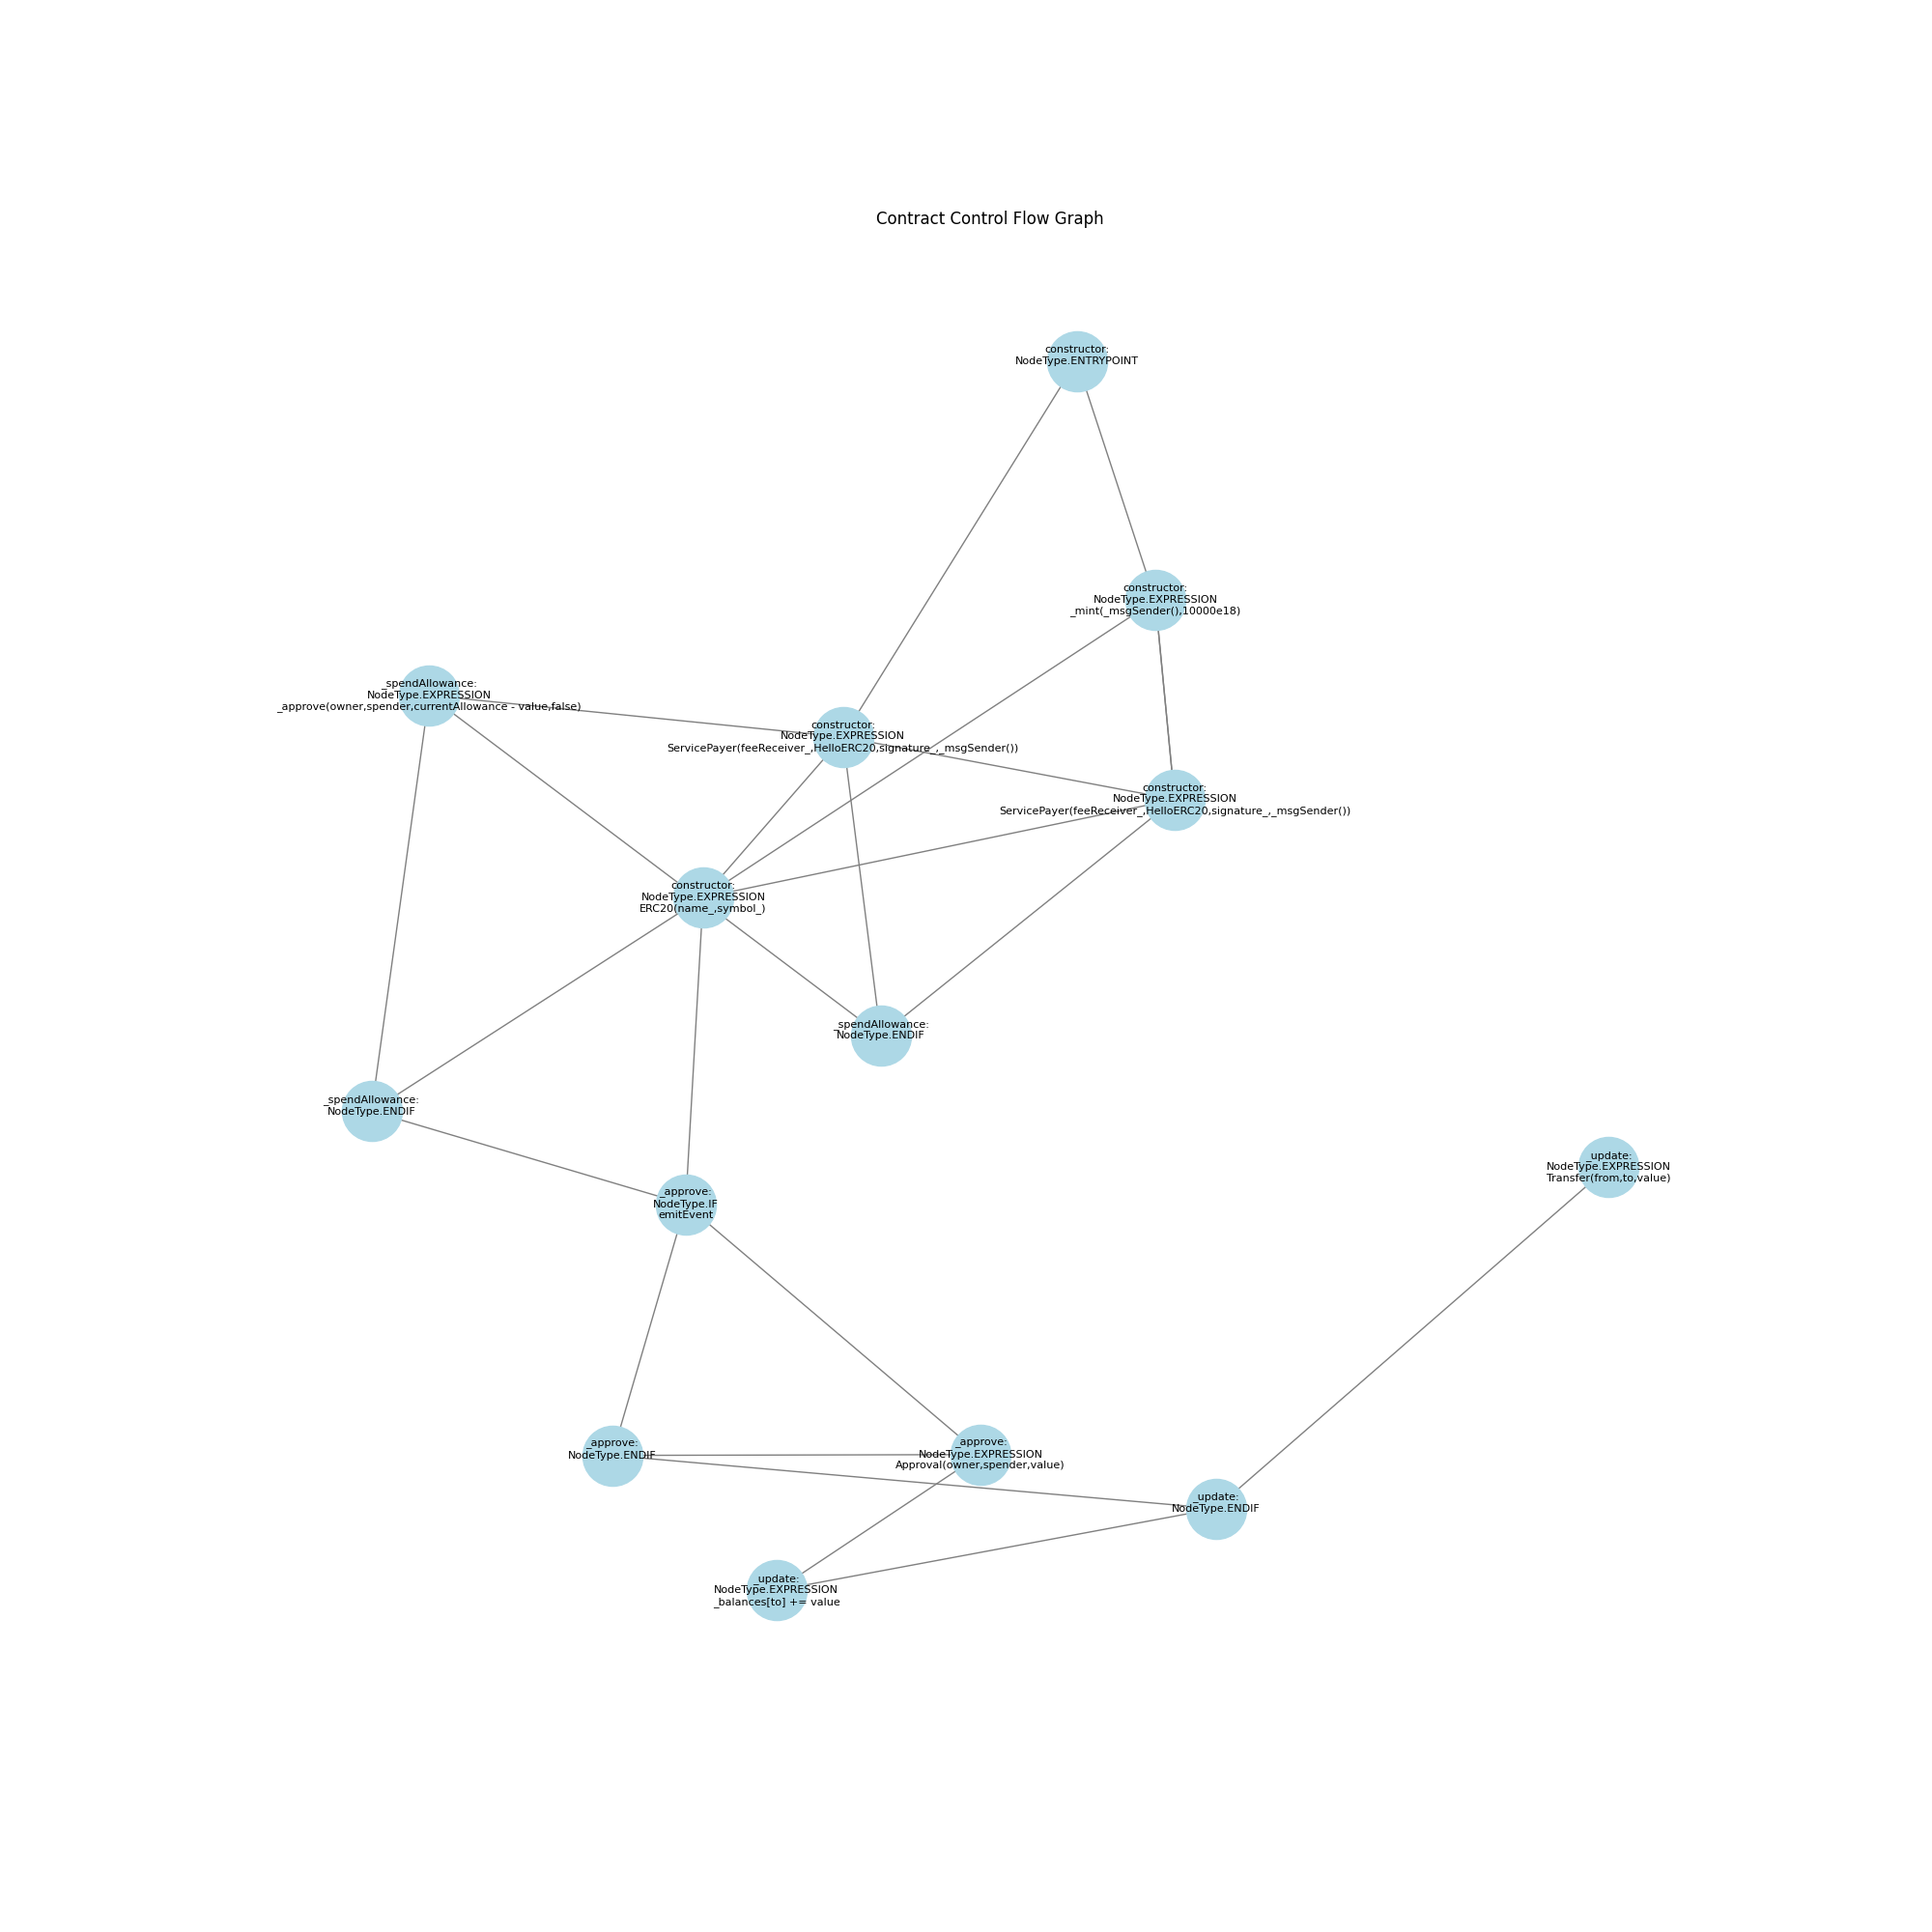 Contract Control Flow Graph
constructor:
NodeType.ENTRYPOINT
constructor:
NodeType.EXPRESSION
_mint(_msgSender(),10000e18)
_spendAllowance:
NodeType.EXPRESSION
_approve(owner,spender,currentAllowance - value,false)
constructor:
NodeType.EXPRESSION
ServicePayer(feeReceiver_,HelloERC20,signature_,_msgSender())
constructor:
NodeType.EXPRESSION
ServicePayer(feeReceiver_,HelloERC20,signature_,_msgSender())
constructor:
NodeType.EXPRESSION
ERC20(name_,symbol_)
_spendAllowance:
NodeType.ENDIF
_spendAllowance:
NodeType.ENDIF
_update:
NodeType.EXPRESSION
Transfer(from,to,value)
_approve:
NodeType.IF
emitEvent
_approve:
NodeType.ENDIF
_approve:
NodeType.EXPRESSION
Approval(owner,spender,value)
_update:
NodeType.ENDIF
_update:
NodeType.EXPRESSION
_balances[to] += value